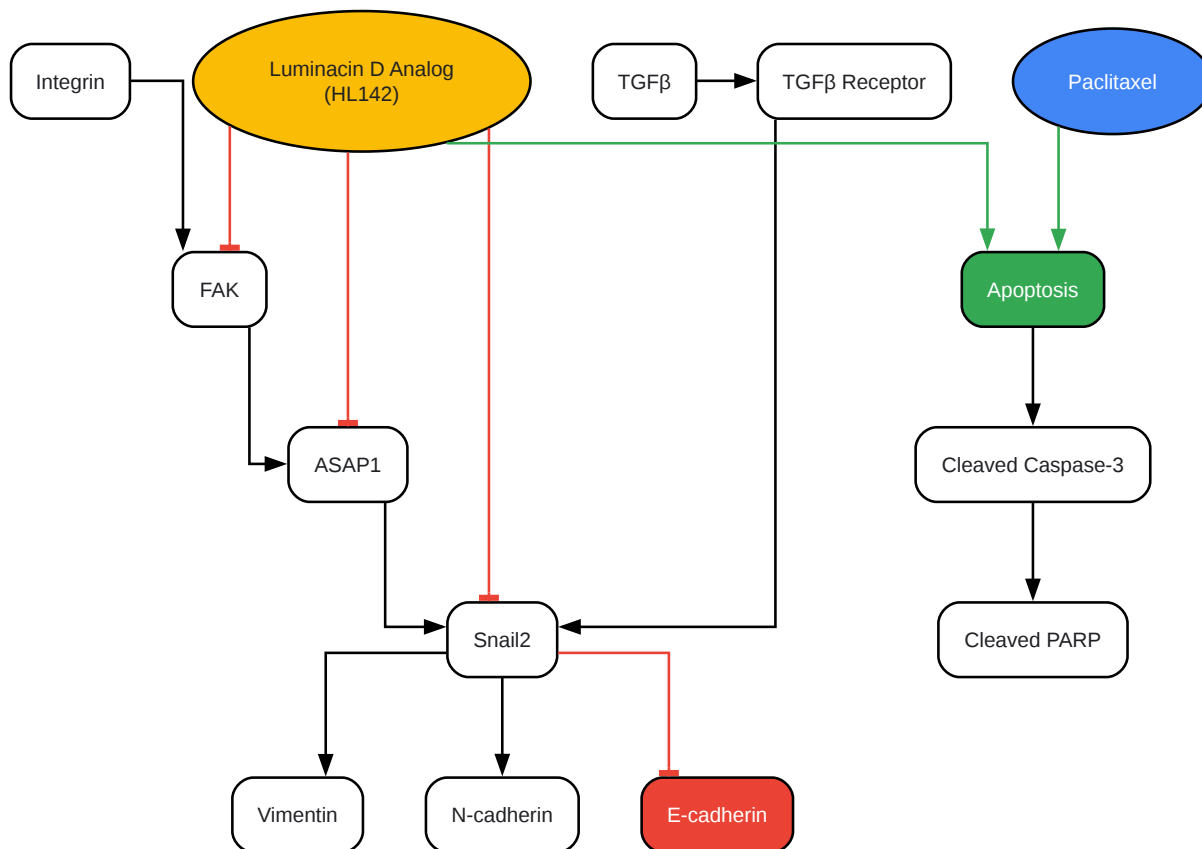 Integrin
Luminacin D Analog
(HL142)
TGFβ
TGFβ Receptor
Paclitaxel
FAK
Apoptosis
ASAP1
Cleaved Caspase-3
Snail2
Cleaved PARP
Vimentin
N-cadherin
E-cadherin